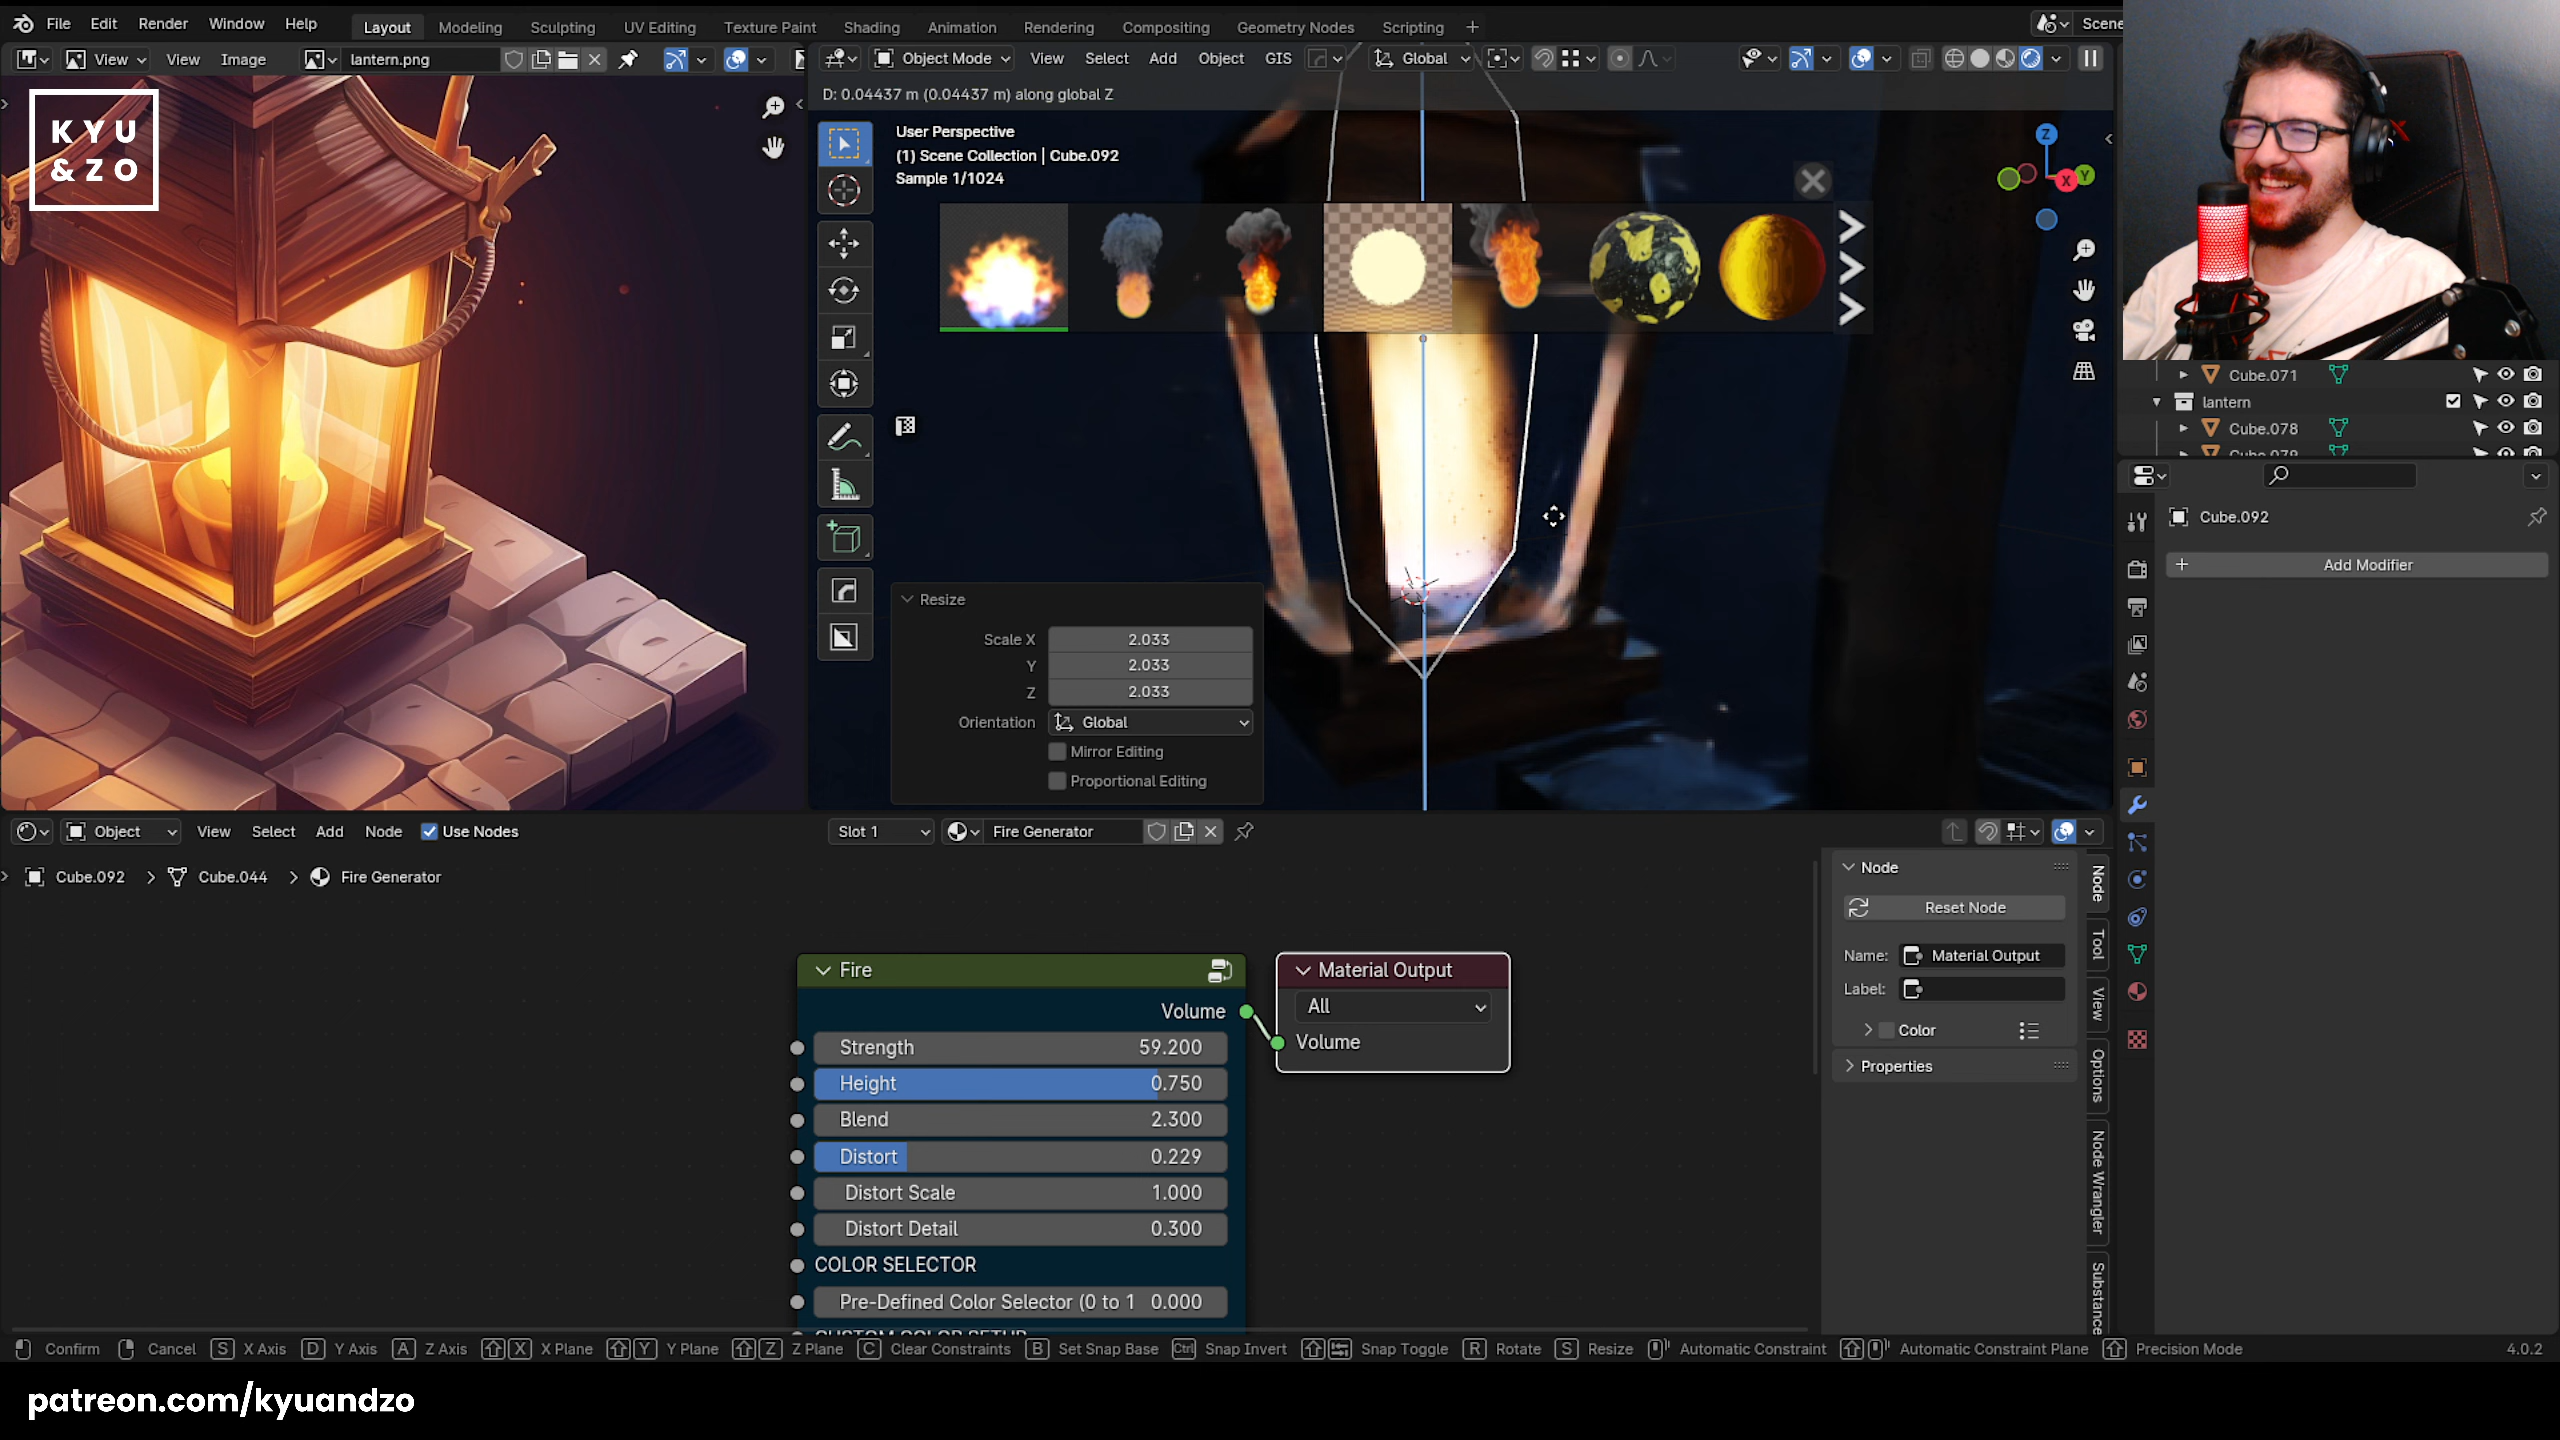 File Edit Render Window Help
Layout Modeling Sculpting UV Editing Texture Paint Shading Animation Rendering Compositing Geometry Nodes Scripting
Scene
View View Image lantern.png
Object Mode View Select Add Object GIS Global
D: 0.04437 m (0.04437 m) along global Z
KYU
&ZO
User Perspective
(1) Scene Collection | Cube.092
Sample 1/1024
Z
Y
X
Cube.071
lantern
Cube.078
Cube.092
Add Modifier
Resize
Scale X 2.033
Y 2.033
Z 2.033
Orientation Global
Mirror Editing
Proportional Editing
Object View Select Add Node Use Nodes
Slot 1 Fire Generator
Cube.092 Cube.044 Fire Generator
Fire
Volume
Strength 59.200
Height 0.750
Blend 2.300
Distort 0.229
Distort Scale 1.000
Distort Detail 0.300
COLOR SELECTOR
Pre-Defined Color Selector (0 to 1 0.000
Material Output
All
Volume
Node
Reset Node
Name: Material Output
Label:
Color
Properties
Node
Tool
View
Options
Node Wrangler
Substance
Confirm Cancel S X Axis D Y Axis A Z Axis X X Plane Y Y Plane Z Z Plane C Clear Constraints B Set Snap Base Ctrl Snap Invert Snap Toggle R Rotate S Resize Automatic Constraint Automatic Constraint Plane Precision Mode 4.0.2
patreon.com/kyuandzo